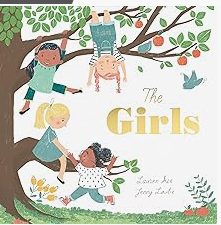 The
Girls
Lauren Ace
Jenny Løvlie